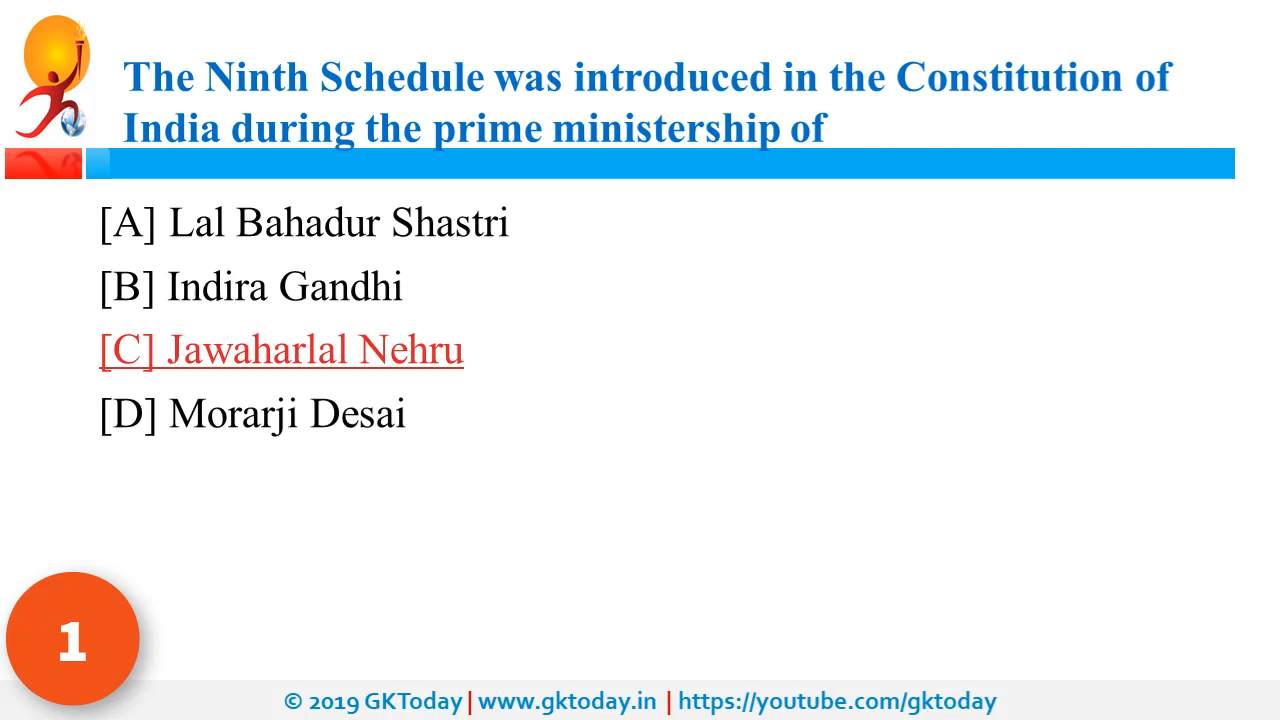 The Ninth Schedule was introduced in the Constitution of
India during the prime ministership of
[A] Lal Bahadur Shastri
[B] Indira Gandhi
[C] Jawaharlal Nehru
[D] Morarji Desai
1
© 2019 GKToday | www.gktoday.in | https://youtube.com/gktoday